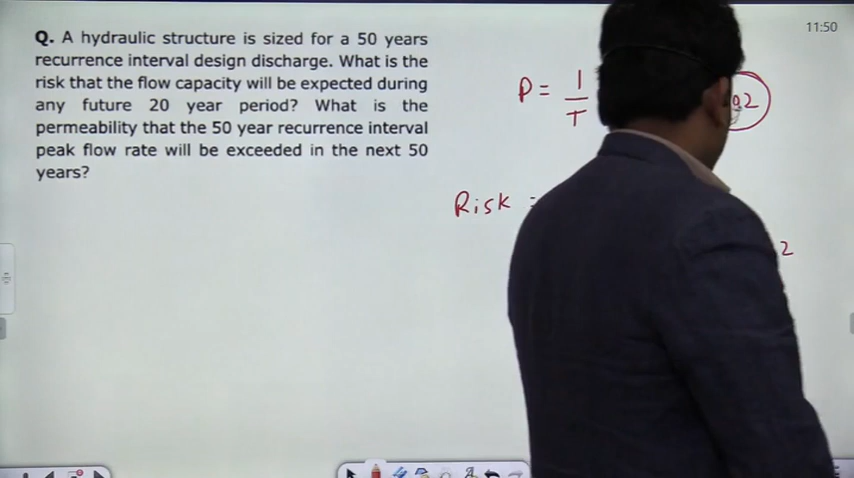 11:50
Q. A hydraulic structure is sized for a 50 years
recurrence interval design discharge. What is the
risk that the flow capacity will be expected during
any future 20 year period? What is the
permeability that the 50 year recurrence interval
peak flow rate will be exceeded in the next 50
years?
P = 1/T
Risk =
2